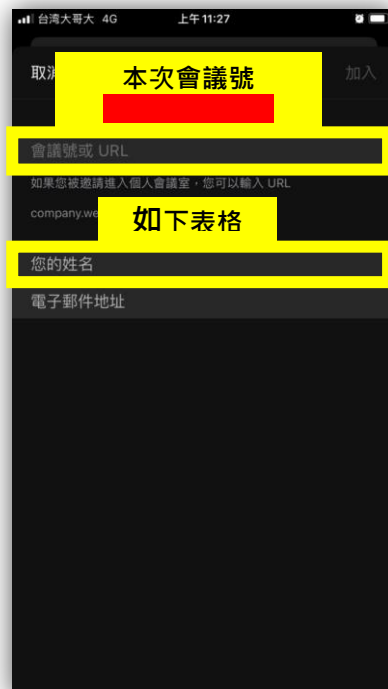 台湾大哥大 4G 上午11:27
取消 加入
本次會議號
會議號或 URL
如果您被邀請進入個人會議室，您可以輸入 URL
company.we
如下表格
您的姓名
電子郵件地址